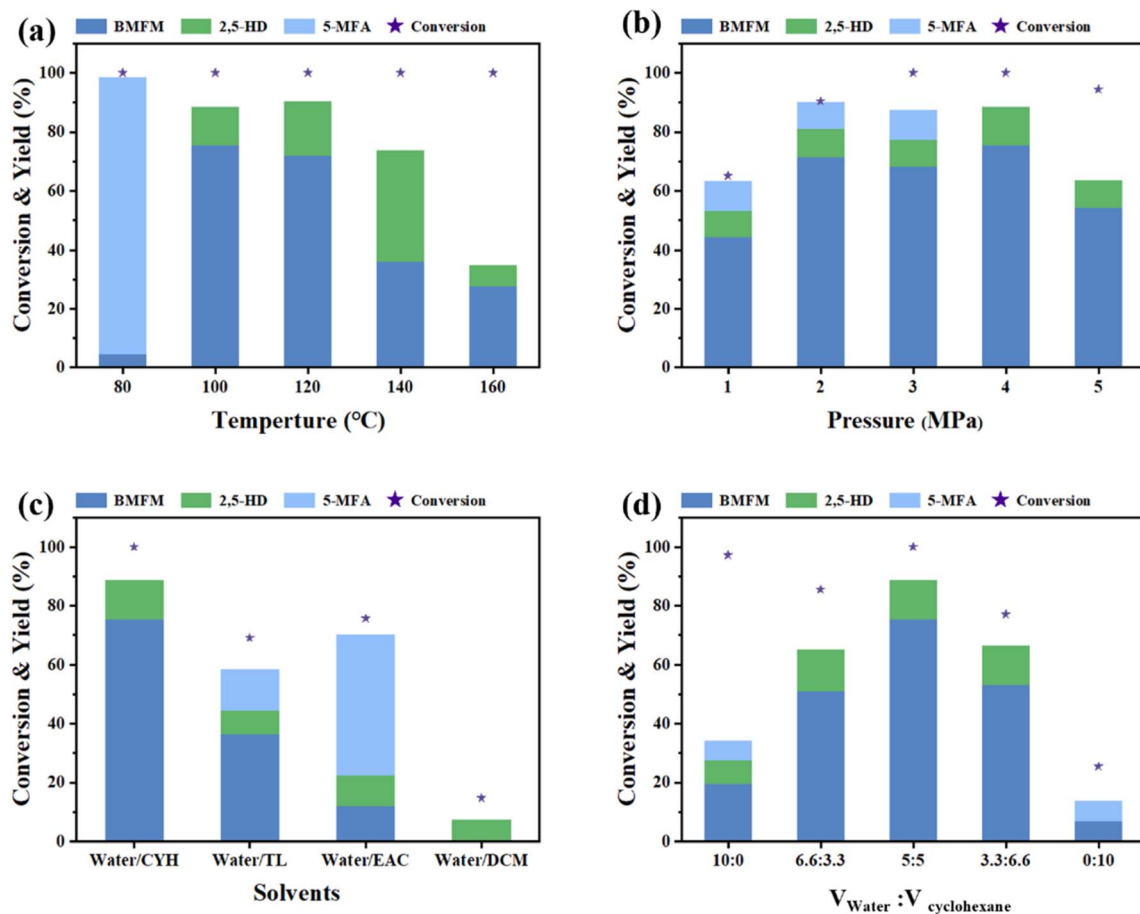 (a)
BMFM 2,5-HD 5-MFA Conversion
Conversion & Yield (%)
100
80
60
40
20
0
80 100 120 140 160
Temperture (°C)
(b)
BMFM 2,5-HD 5-MFA Conversion
Conversion & Yield (%)
100
80
60
40
20
0
1 2 3 4 5
Pressure (MPa)
(c)
BMFM 2,5-HD 5-MFA Conversion
Conversion & Yield (%)
100
80
60
40
20
0
Water/CYH Water/TL Water/EAC Water/DCM
Solvents
(d)
BMFM 2,5-HD 5-MFA Conversion
Conversion & Yield (%)
100
80
60
40
20
0
10:0 6.6:3.3 5:5 3.3:6.6 0:10
V Water :V cyclohexane